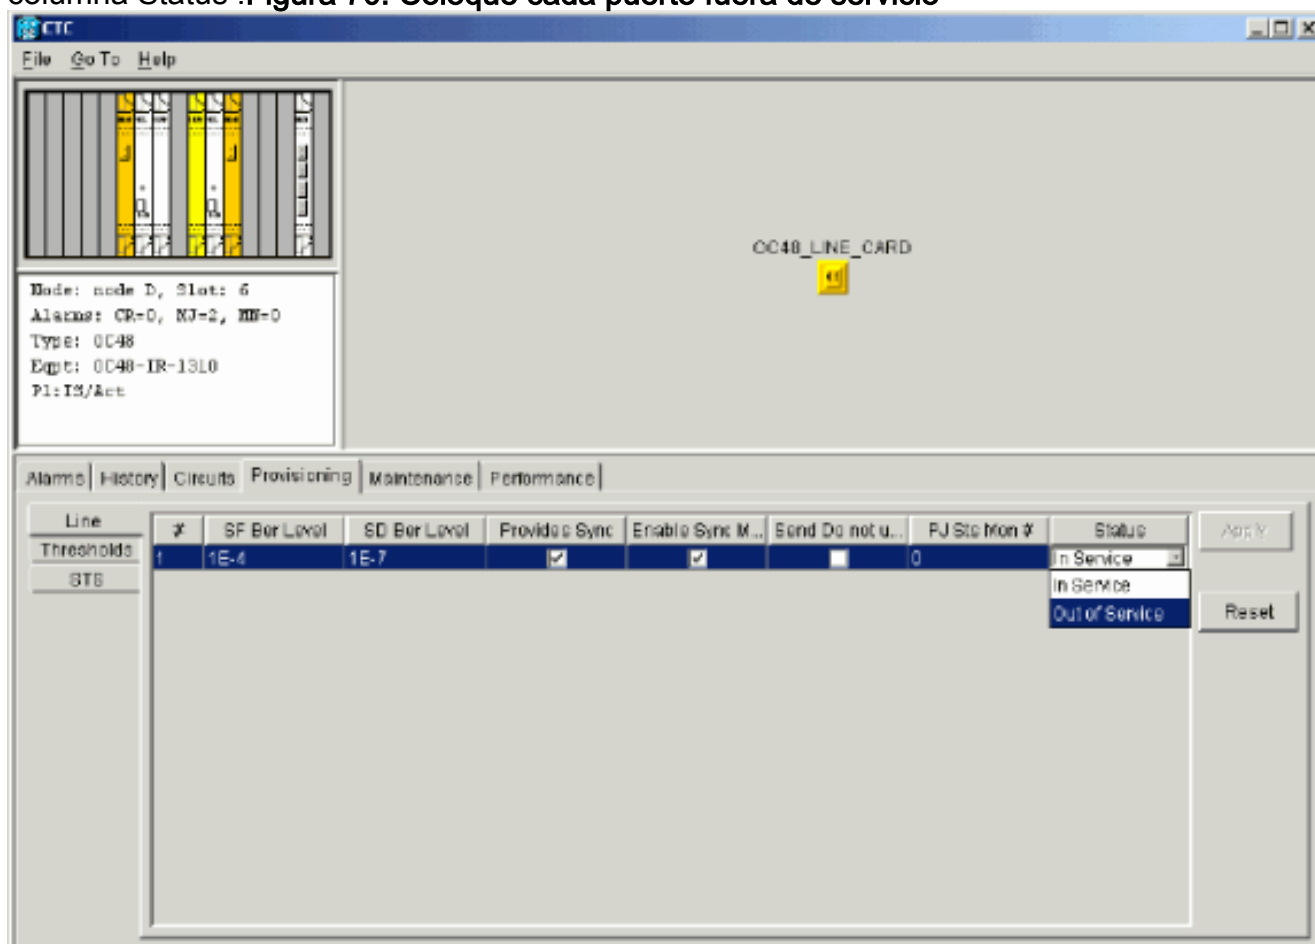 columna Status .Figura 70. Coloque cada puerto fuera de servicio
CTC
File Go To Help
OC48_LINE_CARD
Node: node D, Slot: 6
Alarms: CR=0, MJ=2, MN=0
Type: OC48
Eqpt: OC48-IR-1310
P1:IS/Act
Alarms History Circuits Provisioning Maintenance Performance
Line
Thresholds
STS
# SF Ber Level SD Ber Level Provides Sync Enable Sync M... Send Do not u... PJ Sts Mon # Status
1 1E-4 1E-7 0 In Service
In Service
Out of Service
Apply
Reset